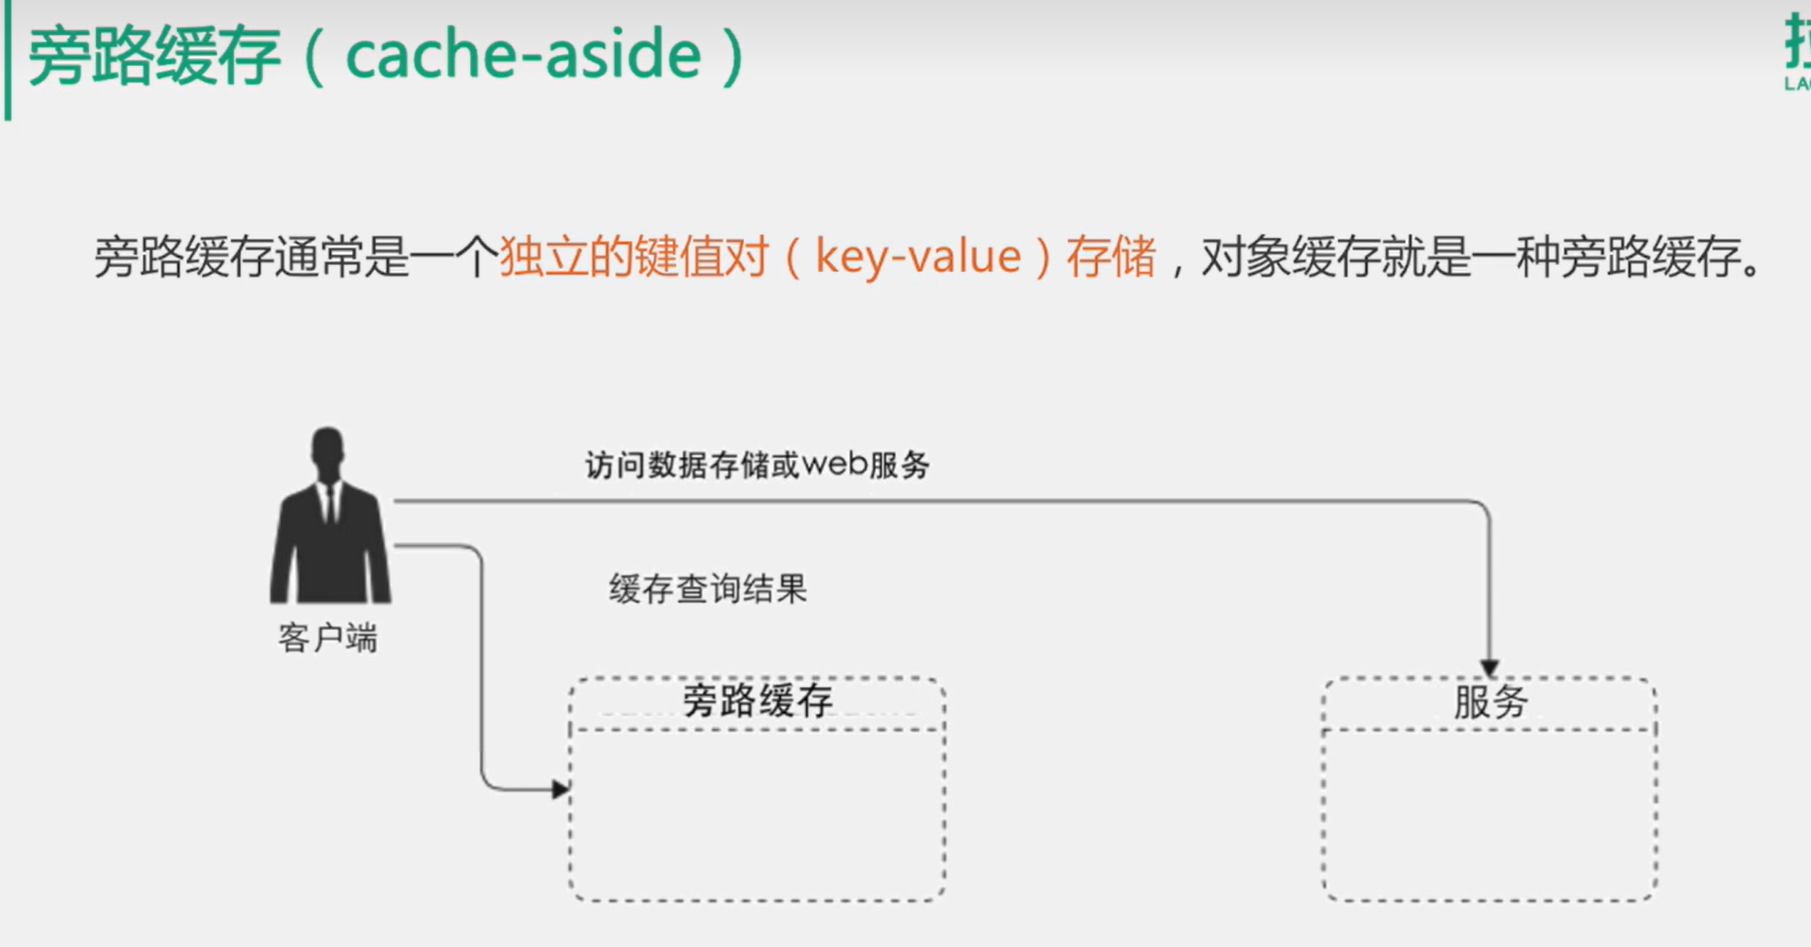 旁路缓存（cache-aside）
旁路缓存通常是一个独立的键值对（key-value）存储，对象缓存就是一种旁路缓存。
访问数据存储或web服务
缓存查询结果
客户端
旁路缓存
服务